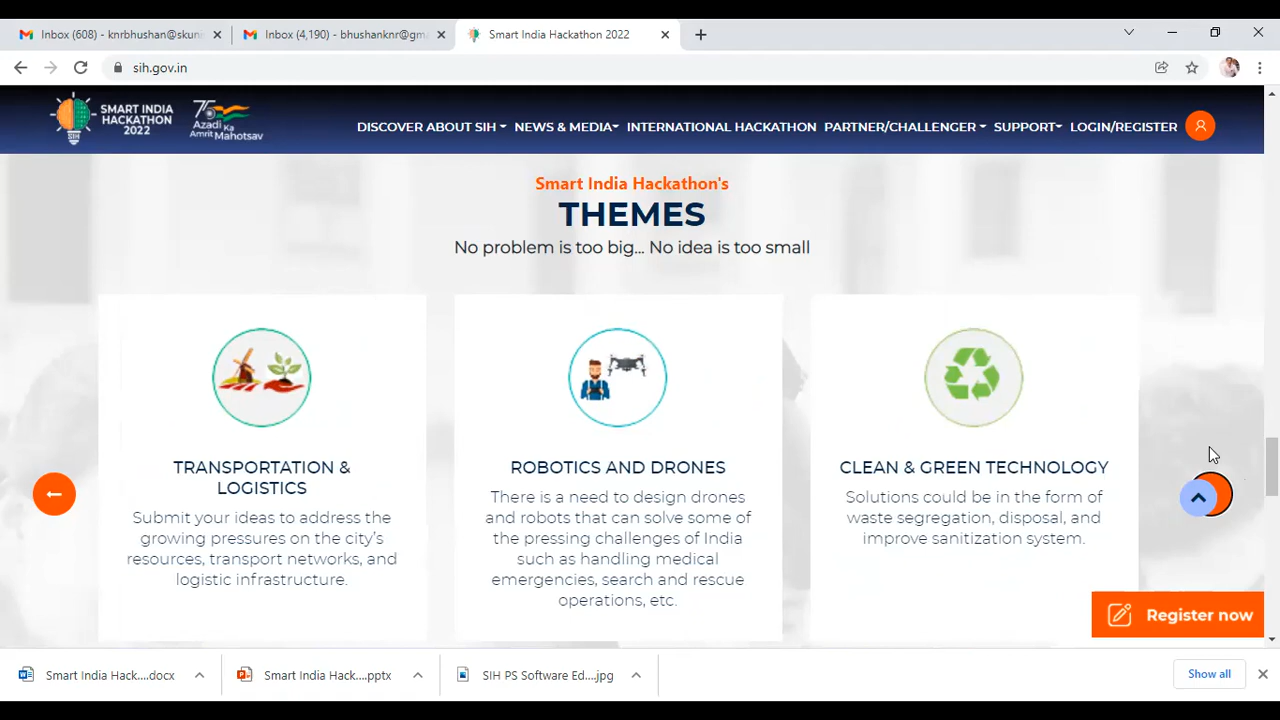 Inbox (608) - knrbhushan@skuni
Inbox (4,190) - bhushanknr@gm
Smart India Hackathon 2022
sih.gov.in
SMART INDIA
HACKATHON
2022
SIH
75
Azadi Ka
Amrit Mahotsav
DISCOVER ABOUT SIH
NEWS & MEDIA
INTERNATIONAL HACKATHON
PARTNER/CHALLENGER
SUPPORT
LOGIN/REGISTER
Smart India Hackathon's
THEMES
No problem is too big... No idea is too small
TRANSPORTATION &
LOGISTICS
Submit your ideas to address the
growing pressures on the city's
resources, transport networks, and
logistic infrastructure.
ROBOTICS AND DRONES
There is a need to design drones
and robots that can solve some of
the pressing challenges of India
such as handling medical
emergencies, search and rescue
operations, etc.
CLEAN & GREEN TECHNOLOGY
Solutions could be in the form of
waste segregation, disposal, and
improve sanitization system.
Register now
Smart India Hack....docx
Smart India Hack....pptx
SIH PS Software Ed....jpg
Show all